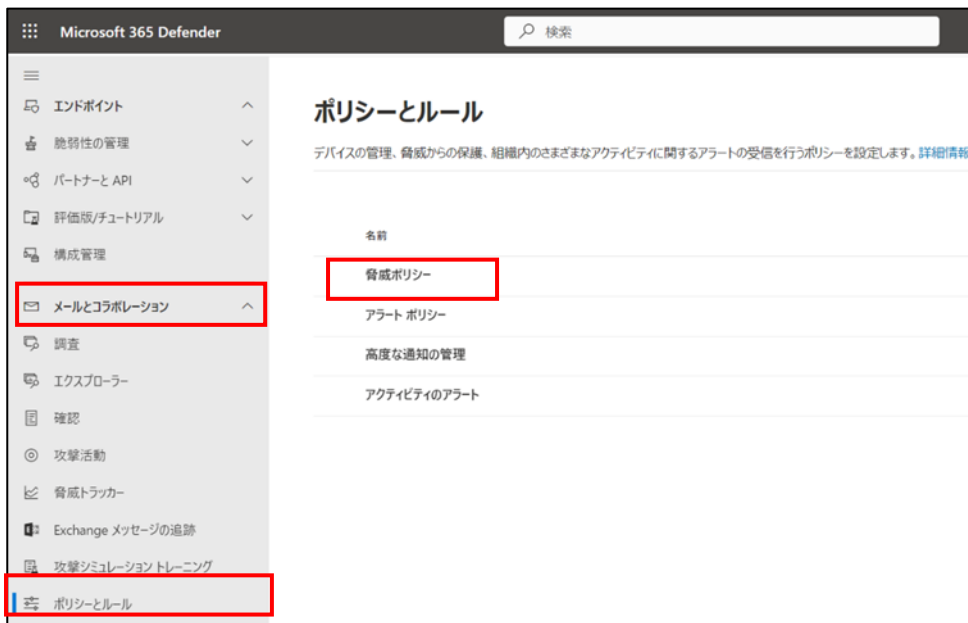 Microsoft 365 Defender
検索
エンドポイント
脆弱性の管理
パートナーと API
評価版/チュートリアル
構成管理
メールとコラボレーション
調査
エクスプローラー
確認
攻撃活動
脅威トラッカー
Exchange メッセージの追跡
攻撃シミュレーション トレーニング
ポリシーとルール
ポリシーとルール
デバイスの管理、脅威からの保護、組織内のさまざまなアクティビティに関するアラートの受信を行うポリシーを設定します。詳細情報
名前
脅威ポリシー
アラート ポリシー
高度な通知の管理
アクティビティのアラート